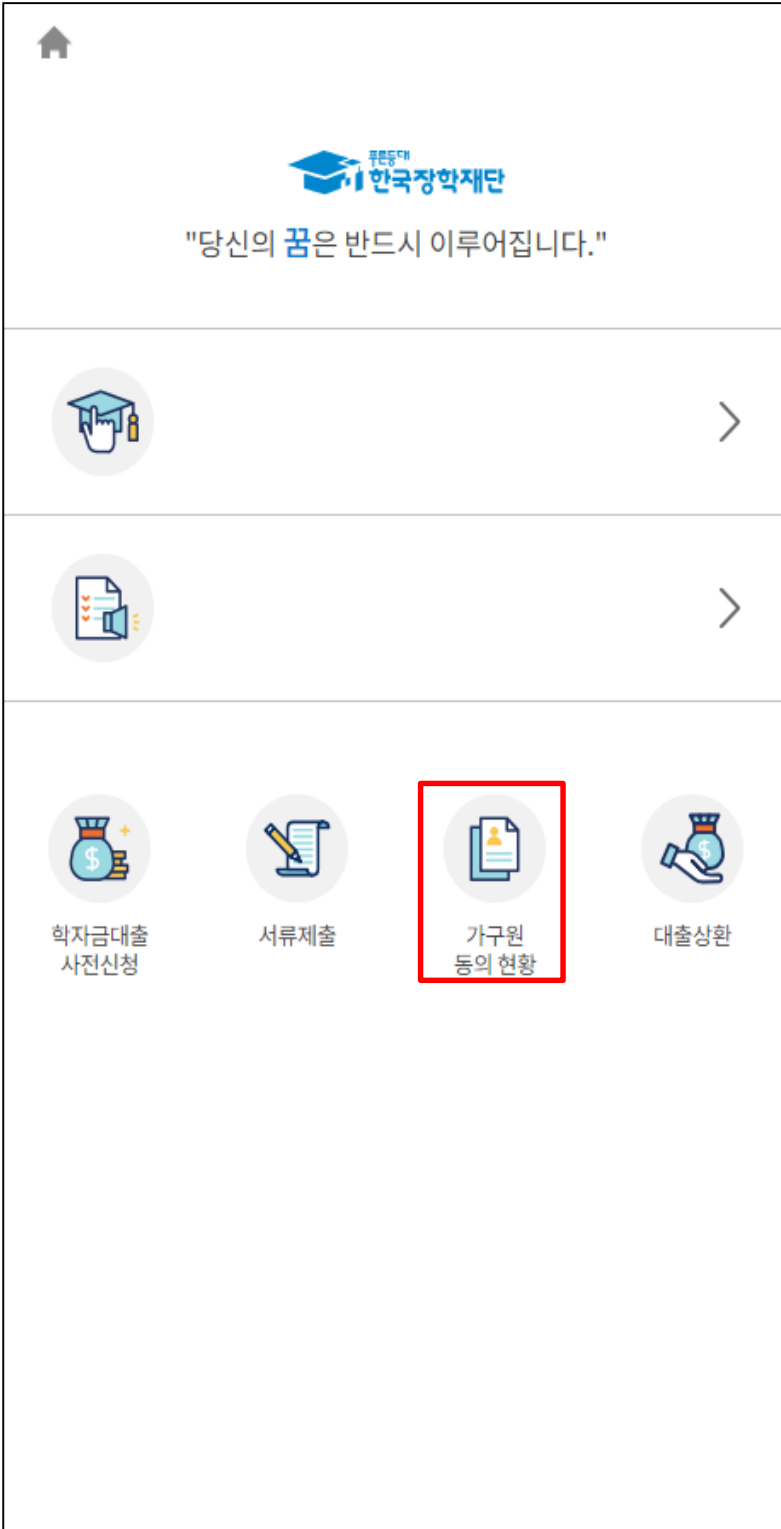 푸른등대
한국장학재단
"당신의 꿈은 반드시 이루어집니다."
학자금대출
사전신청
서류제출
가구원
동의 현황
대출상환